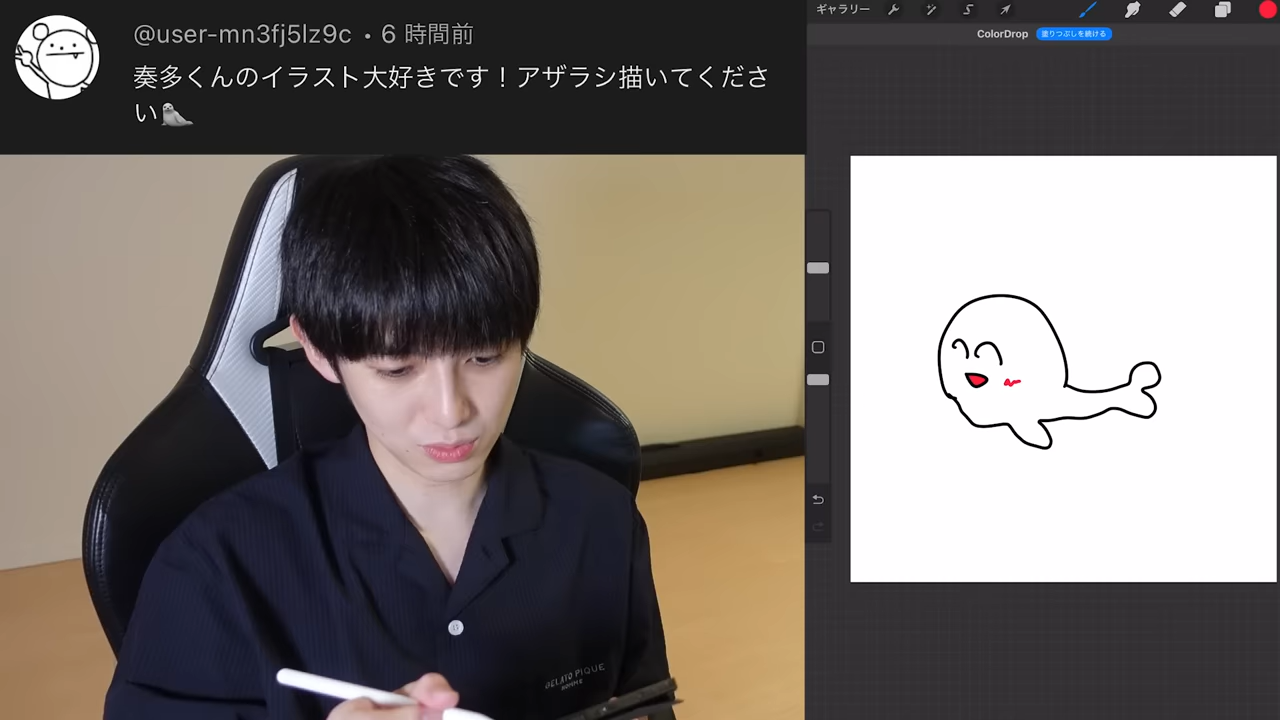 @user-mn3fj5lz9c • 6 時間前
奏多くんのイラスト大好きです！アザラシ描いてくださ
い🦭
ギャラリー
ColorDrop 塗りつぶしを続ける
GELATO PIQUE
HOMME